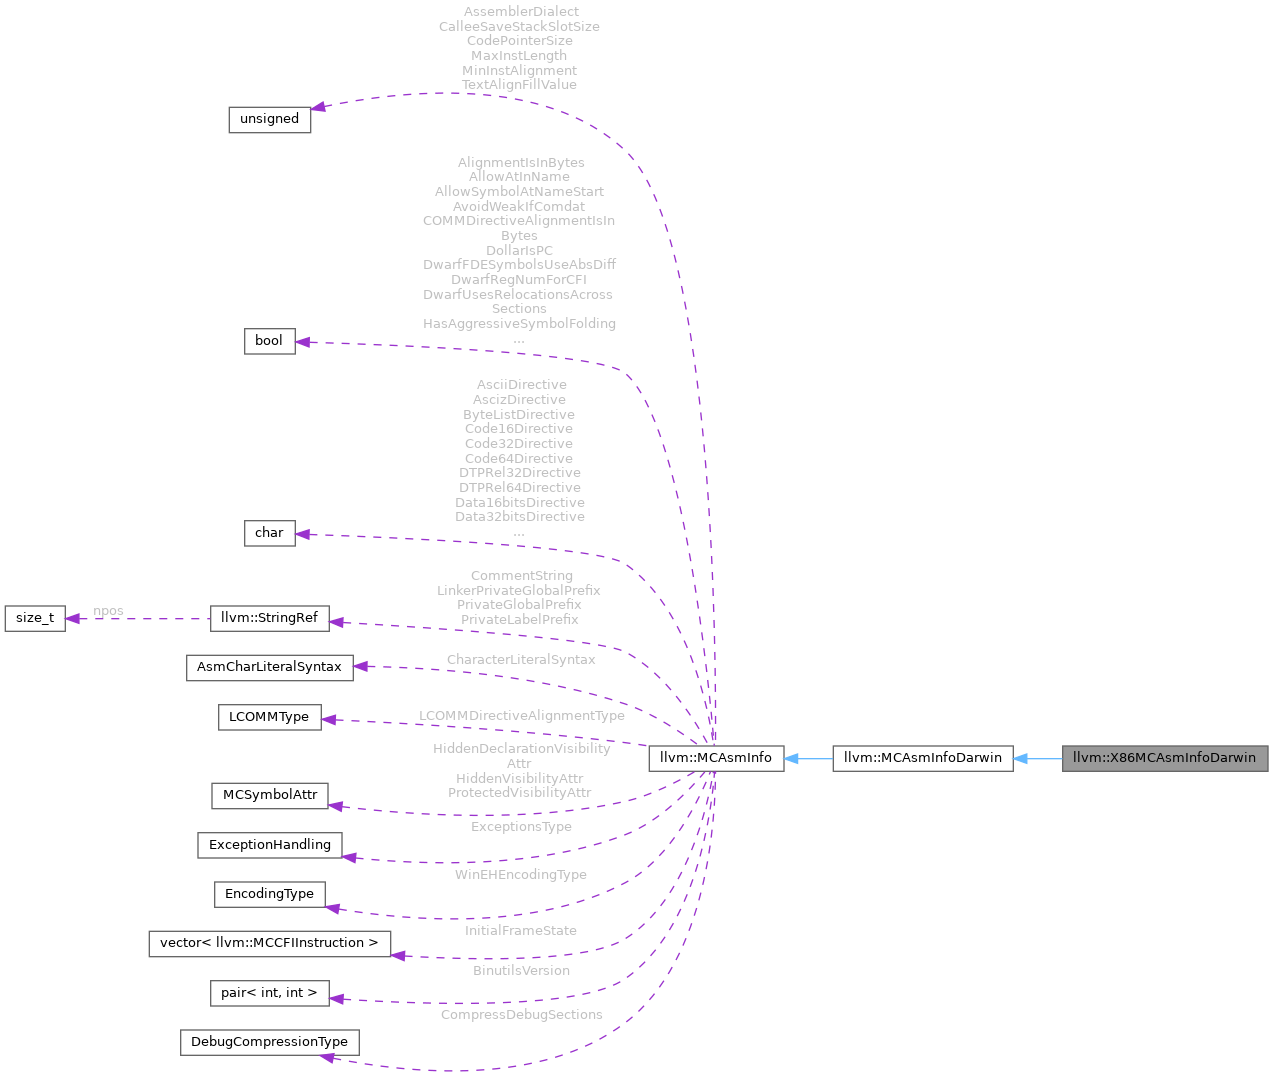 AssemblerDialect
CalleeSaveStackSlotSize
CodePointerSize
MaxInstLength
MinInstAlignment
TextAlignFillValue
unsigned
AlignmentIsInBytes
AllowAtInName
AllowSymbolAtNameStart
AvoidWeakIfComdat
COMMDirectiveAlignmentIsIn
Bytes
DollarIsPC
DwarfFDESymbolsUseAbsDiff
DwarfRegNumForCFI
DwarfUsesRelocationsAcross
Sections
HasAggressiveSymbolFolding
...
bool
AsciiDirective
AscizDirective
ByteListDirective
Code16Directive
Code32Directive
Code64Directive
DTPRel32Directive
DTPRel64Directive
Data16bitsDirective
Data32bitsDirective
...
char
CommentString
LinkerPrivateGlobalPrefix
PrivateGlobalPrefix
PrivateLabelPrefix
size_t
npos
llvm::StringRef
CharacterLiteralSyntax
AsmCharLiteralSyntax
LCOMMDirectiveAlignmentType
LCOMMType
llvm::MCAsmInfo
llvm::MCAsmInfoDarwin
llvm::X86MCAsmInfoDarwin
HiddenDeclarationVisibility
Attr
HiddenVisibilityAttr
ProtectedVisibilityAttr
MCSymbolAttr
ExceptionsType
ExceptionHandling
WinEHEncodingType
EncodingType
InitialFrameState
vector< llvm::MCCFIInstruction >
BinutilsVersion
pair< int, int >
CompressDebugSections
DebugCompressionType